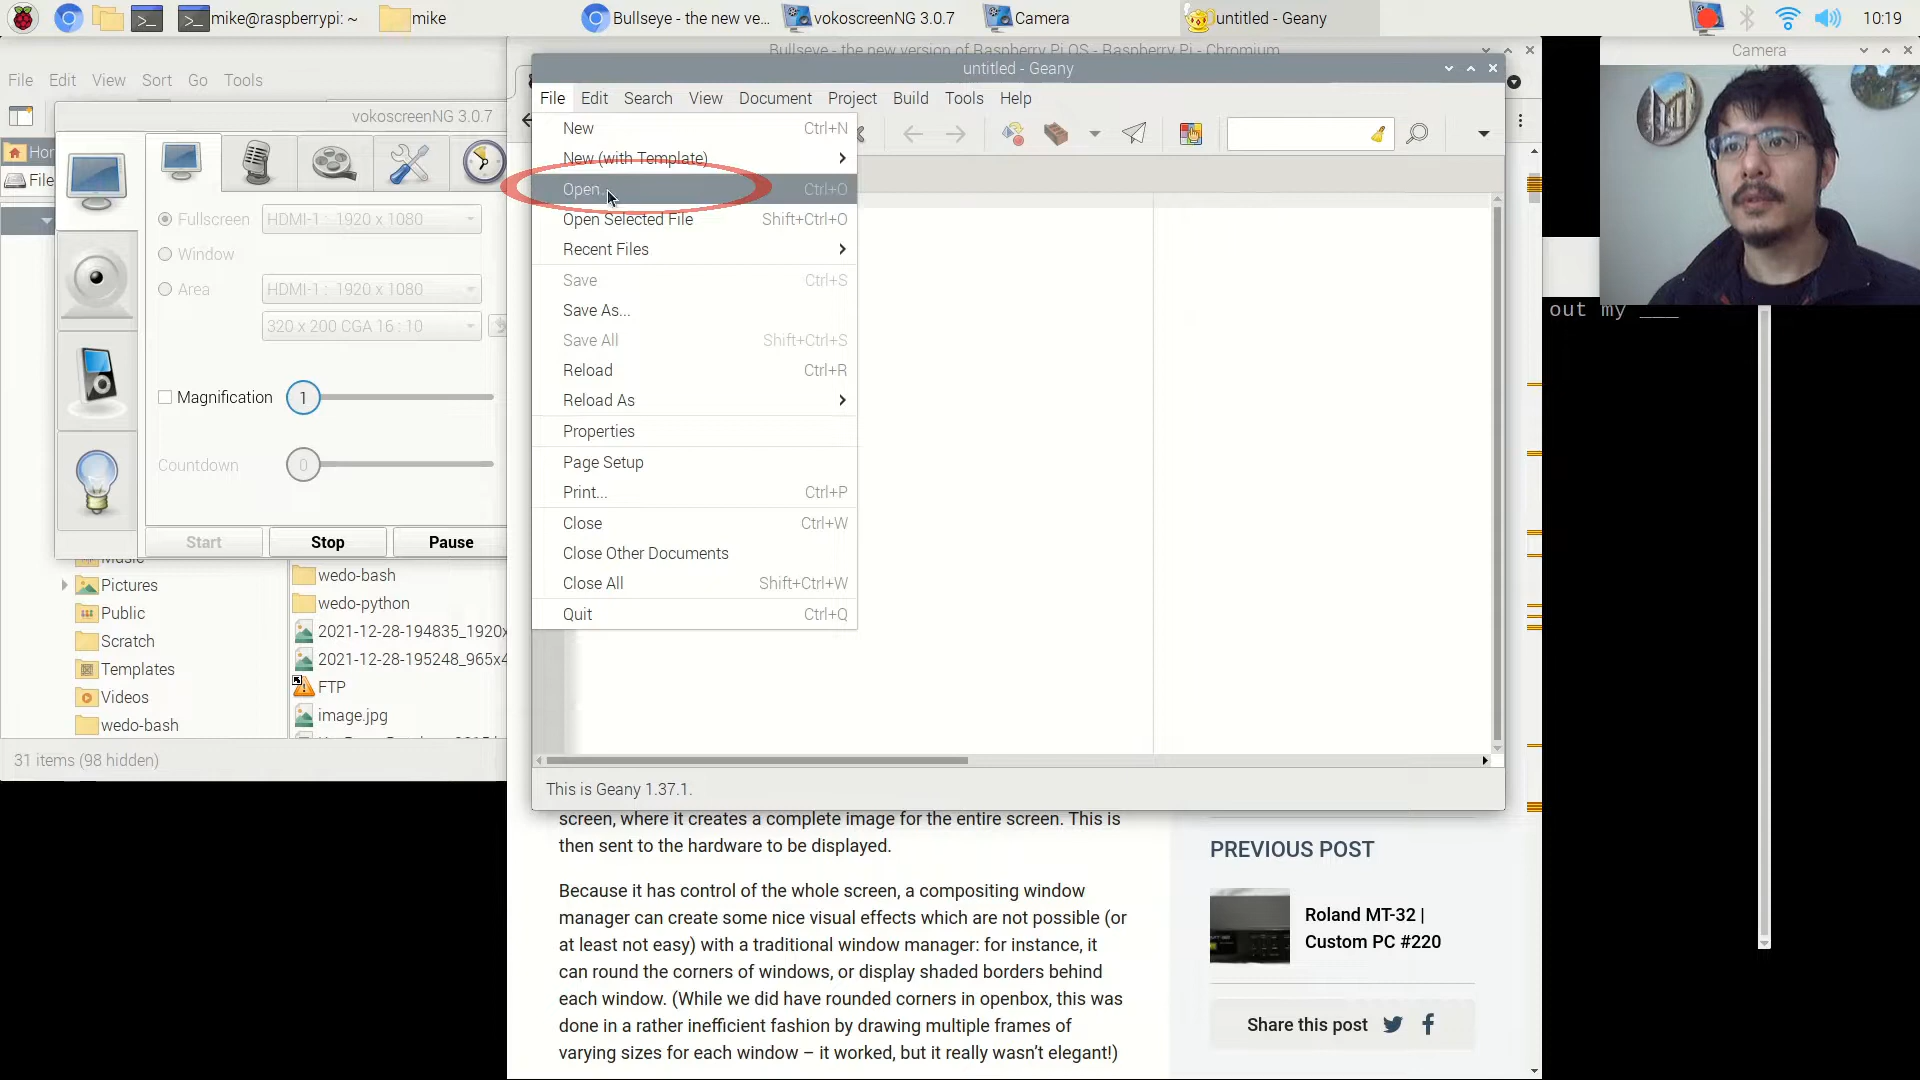 mike@raspberrypi: ~
mike
Bullseye - the new ve...
vokoscreenNG 3.0.7
Camera
untitled - Geany
10:19
Bullseye - the new version of Raspberry Pi OS - Raspberry Pi - Chromium
Camera
File Edit View Sort Go Tools
vokoscreenNG 3.0.7
Fullscreen
HDMI-1 : 1920 x 1080
Window
Area
HDMI-1 : 1920 x 1080
320 x 200 CGA 16 : 10
Magnification
1
Countdown
0
Start
Stop
Pause
Pictures
Public
Scratch
Templates
Videos
wedo-bash
wedo-bash
wedo-python
2021-12-28-194835_1920x
2021-12-28-195248_965x4
FTP
image.jpg
31 items (98 hidden)
untitled - Geany
File Edit Search View Document Project Build Tools Help
New Ctrl+N
New (with Template)
Open... Ctrl+O
Open Selected File Shift+Ctrl+O
Recent Files
Save Ctrl+S
Save As...
Save All Shift+Ctrl+S
Reload Ctrl+R
Reload As
Properties
Page Setup
Print... Ctrl+P
Close Ctrl+W
Close Other Documents
Close All Shift+Ctrl+W
Quit Ctrl+Q
This is Geany 1.37.1.
out my ___
screen, where it creates a complete image for the entire screen. This is
then sent to the hardware to be displayed.
Because it has control of the whole screen, a compositing window
manager can create some nice visual effects which are not possible (or
at least not easy) with a traditional window manager: for instance, it
can round the corners of windows, or display shaded borders behind
each window. (While we did have rounded corners in openbox, this was
done in a rather inefficient fashion by drawing multiple frames of
varying sizes for each window – it worked, but it really wasn't elegant!)
PREVIOUS POST
Roland MT-32 |
Custom PC #220
Share this post